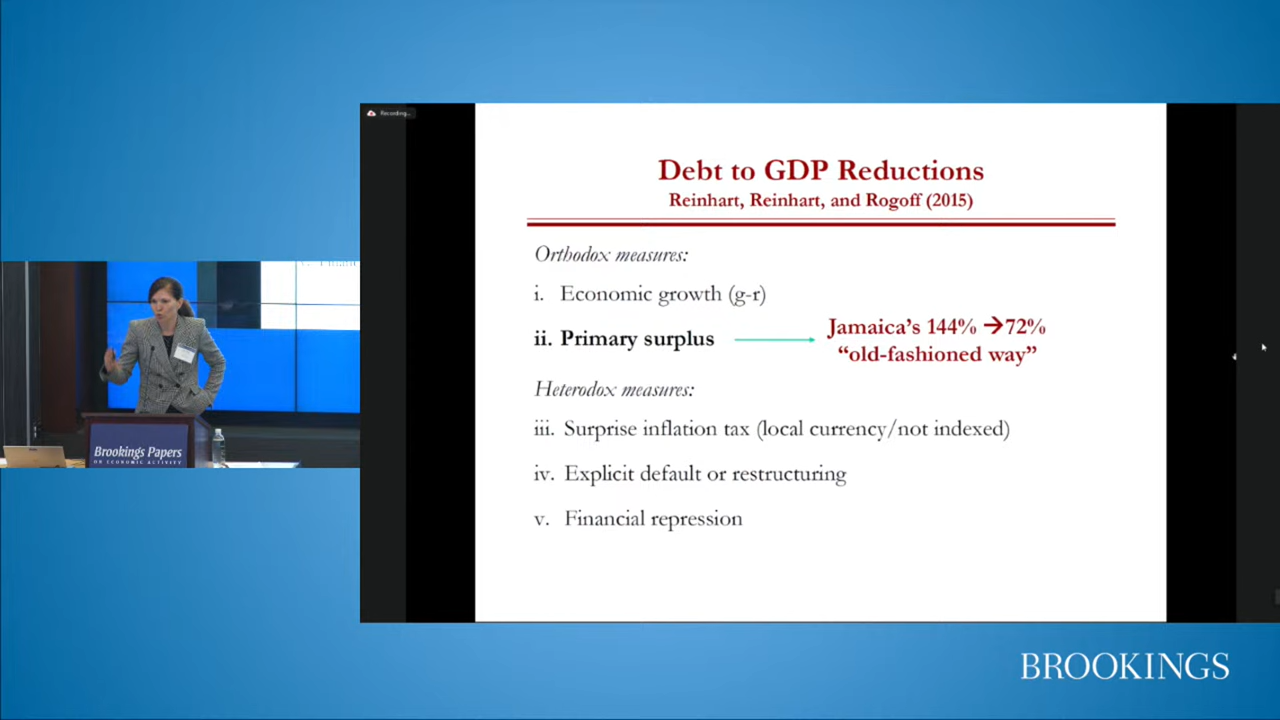 Recording...
Debt to GDP Reductions
Reinhart, Reinhart, and Rogoff (2015)
Orthodox measures:
i. Economic growth (g-r)
ii. Primary surplus
Jamaica's 144% →72%
"old-fashioned way"
Heterodox measures:
iii. Surprise inflation tax (local currency/not indexed)
iv. Explicit default or restructuring
v. Financial repression
Brookings Papers
ON ECONOMIC ACTIVITY
BROOKINGS